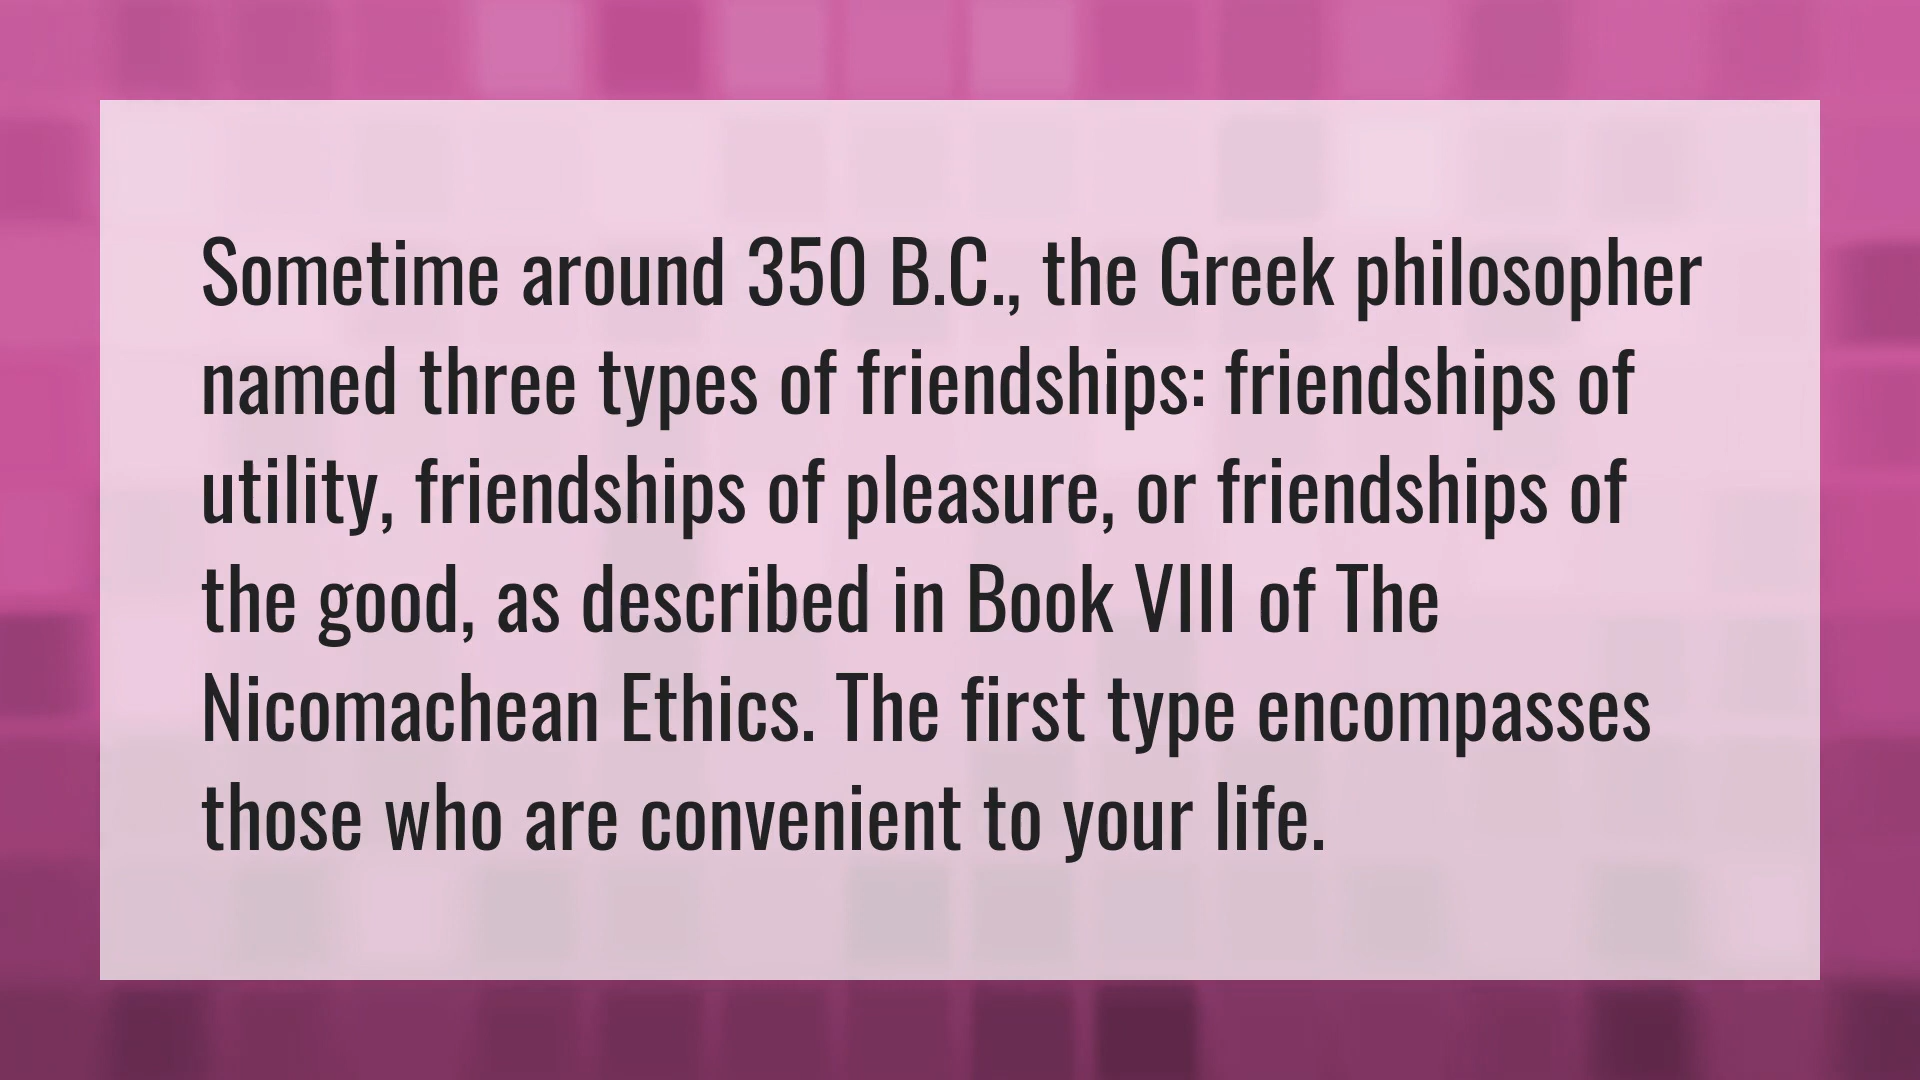 Sometime around 350 B.C., the Greek philosopher
named three types of friendships: friendships of
utility, friendships of pleasure, or friendships of
the good, as described in Book VIII of The
Nicomachean Ethics. The first type encompasses
those who are convenient to your life.